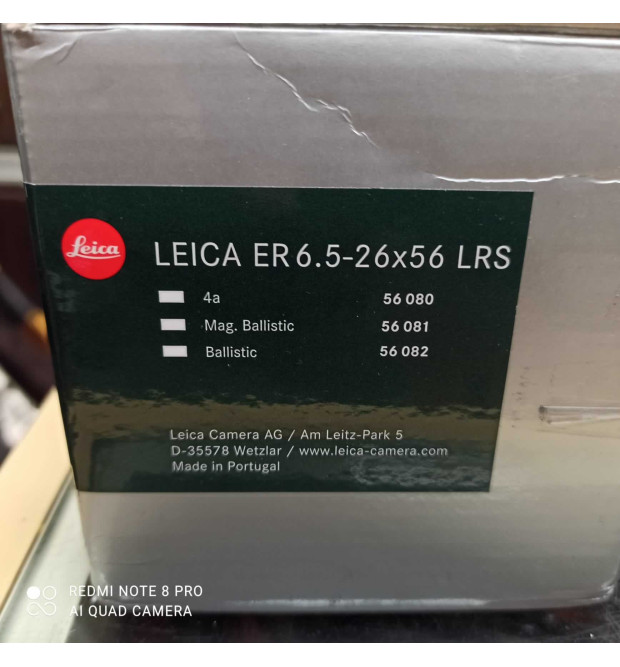 Leica
LEICA ER 6.5-26x56 LRS
4a 56 080
Mag. Ballistic 56 081
Ballistic 56 082
Leica Camera AG / Am Leitz-Park 5
D-35578 Wetzlar / www.leica-camera.com
Made in Portugal
REDMI NOTE 8 PRO
AI QUAD CAMERA